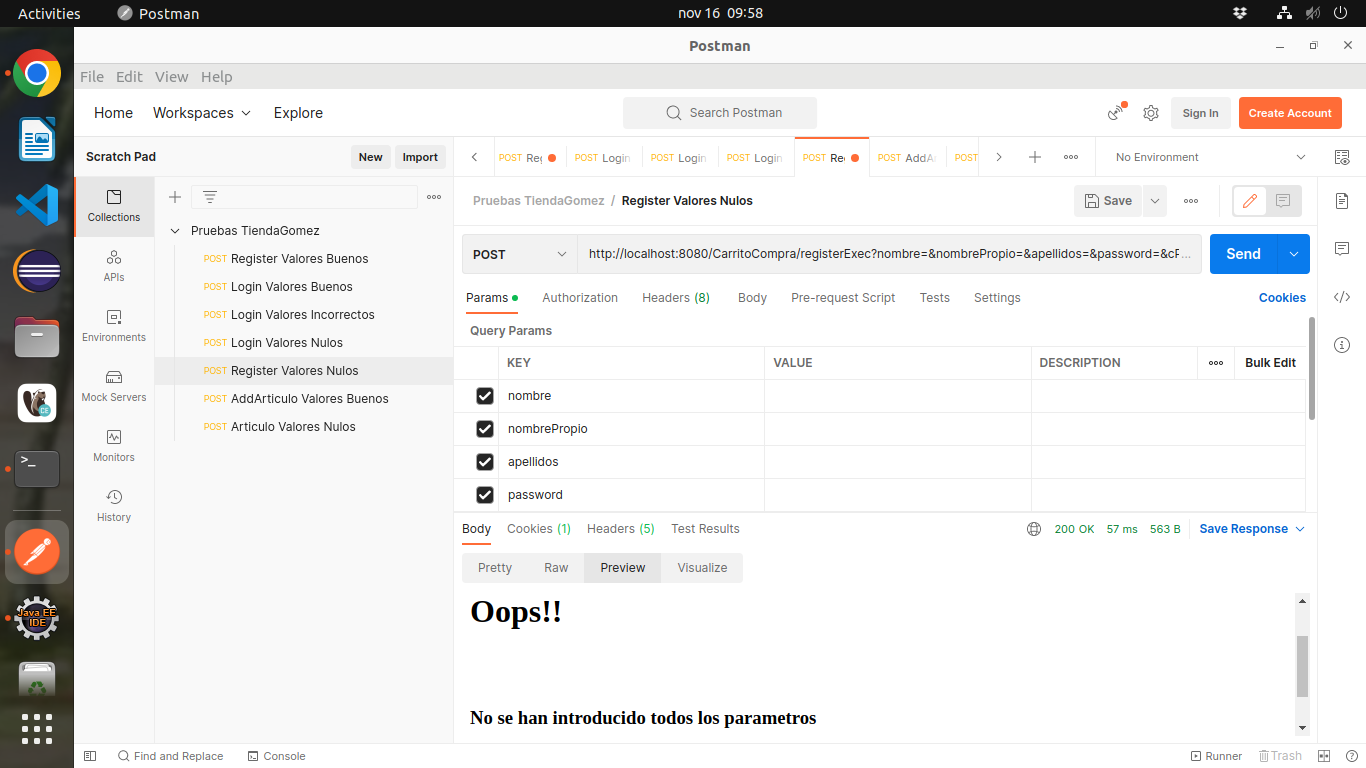 Activities Postman nov 16 09:58
Postman
File Edit View Help
Home Workspaces Explore Search Postman Sign In Create Account
Scratch Pad New Import
POST Reg POST Login POST Login POST Login POST Re POST AddA POST No Environment
Collections
APIs
Environments
Mock Servers
Monitors
History
Pruebas TiendaGomez
POST Register Valores Buenos
POST Login Valores Buenos
POST Login Valores Incorrectos
POST Login Valores Nulos
POST Register Valores Nulos
POST AddArticulo Valores Buenos
POST Articulo Valores Nulos
Pruebas TiendaGomez / Register Valores Nulos Save
POST http://localhost:8080/CarritoCompra/registerExec?nombre=&nombrePropio=&apellidos=&password=&cP... Send
Params Authorization Headers (8) Body Pre-request Script Tests Settings Cookies
Query Params
KEY VALUE DESCRIPTION Bulk Edit
nombre
nombrePropio
apellidos
password
Body Cookies (1) Headers (5) Test Results 200 OK 57 ms 563 B Save Response
Pretty Raw Preview Visualize
Oops!!
No se han introducido todos los parametros
Find and Replace Console Runner Trash
CE
>_
Java EE
IDE